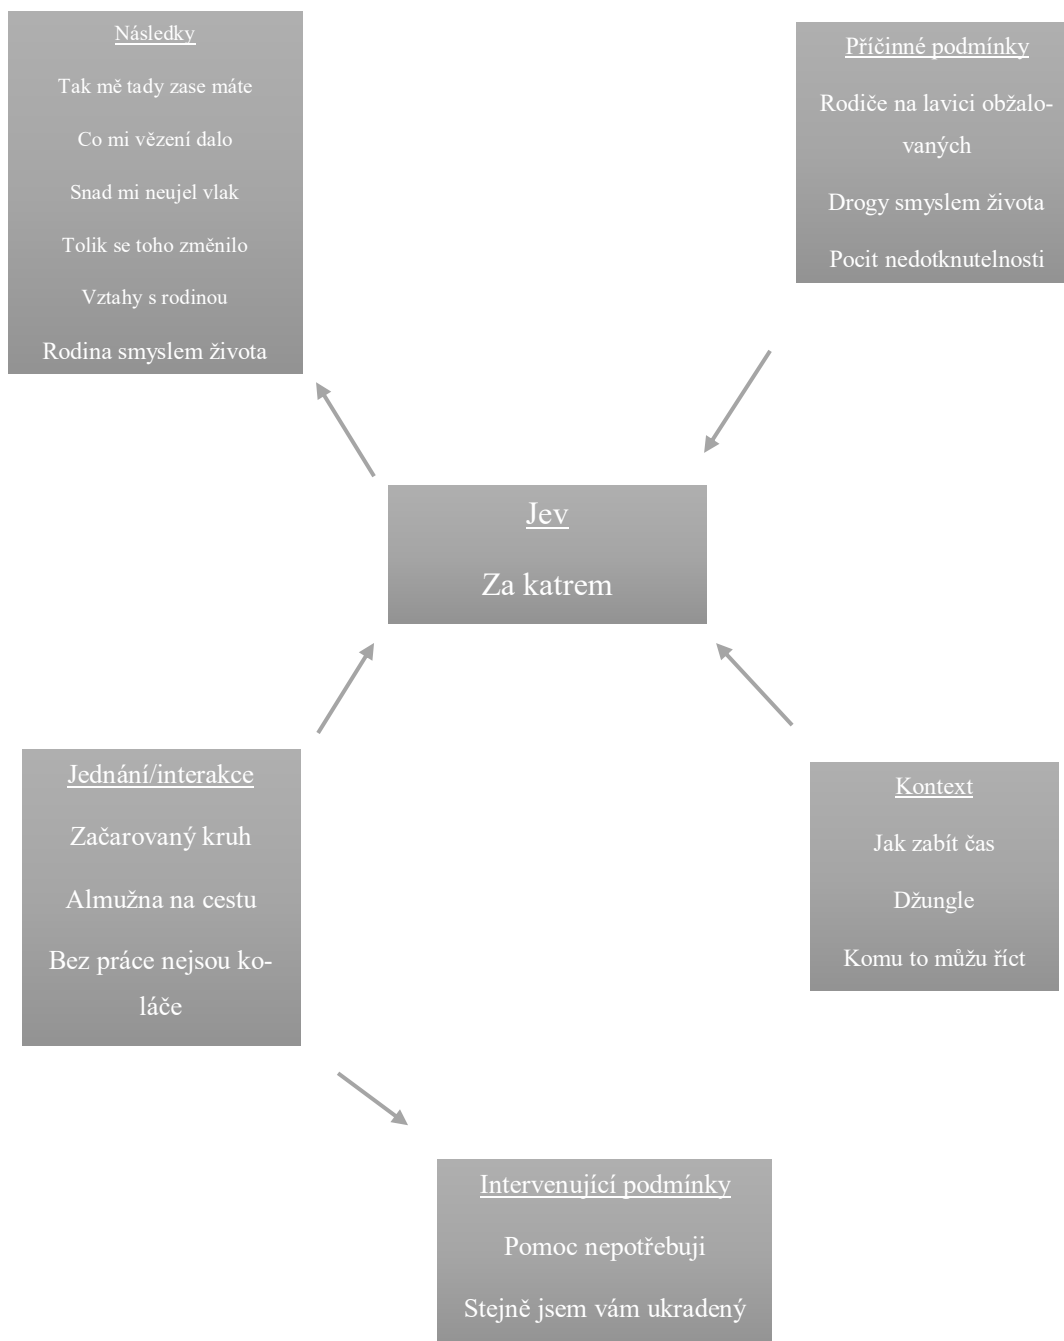 Následky
Tak mě tady zase máte
Co mi vězení dalo
Snad mi neujel vlak
Tolik se toho změnilo
Vztahy s rodinou
Rodina smyslem života
Příčinné podmínky
Rodiče na lavici obžalo-
vaných
Drogy smyslem života
Pocit nedotknutelnosti
Jev
Za katrem
Jednání/interakce
Začarovaný kruh
Almužna na cestu
Bez práce nejsou ko-
láče
Kontext
Jak zabít čas
Džungle
Komu to můžu říct
Intervenující podmínky
Pomoc nepotřebuji
Stejně jsem vám ukradený